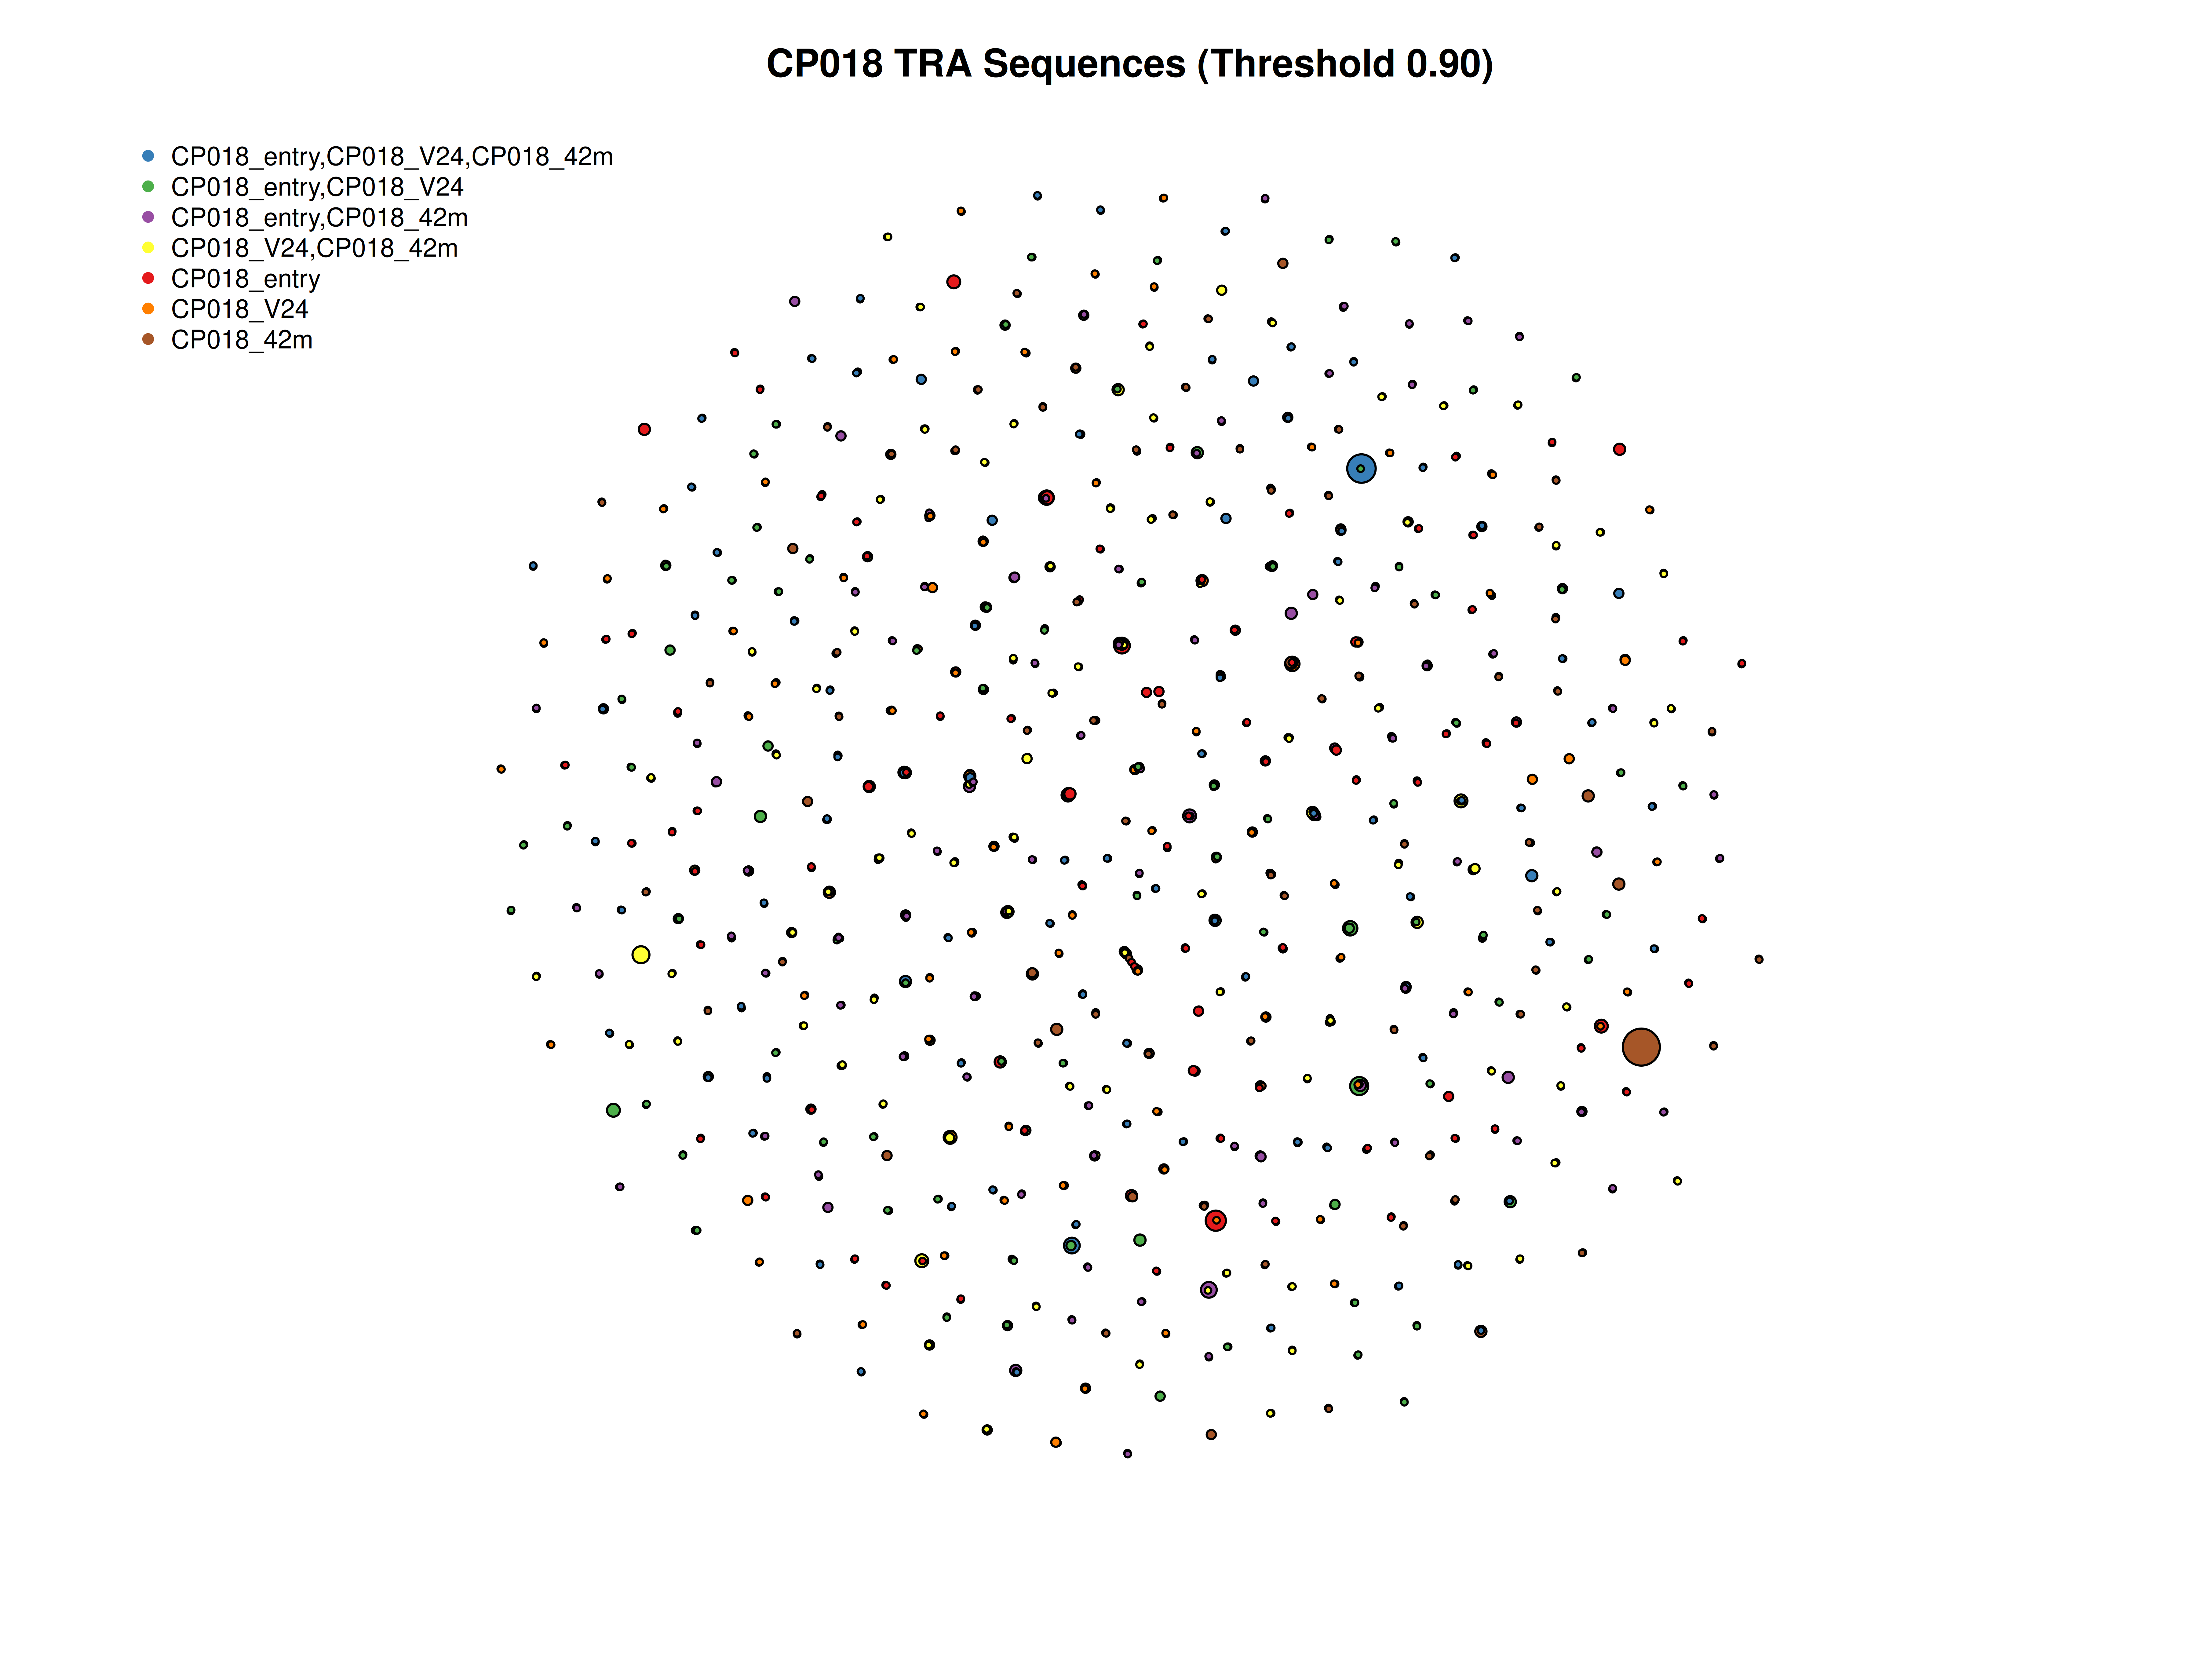 CP018 TRA Sequences (Threshold 0.90)
CP018_entry,CP018_V24,CP018_42m
CP018_entry,CP018_V24
CP018_entry,CP018_42m
CP018_V24,CP018_42m
CP018_entry
CP018_V24
CP018_42m